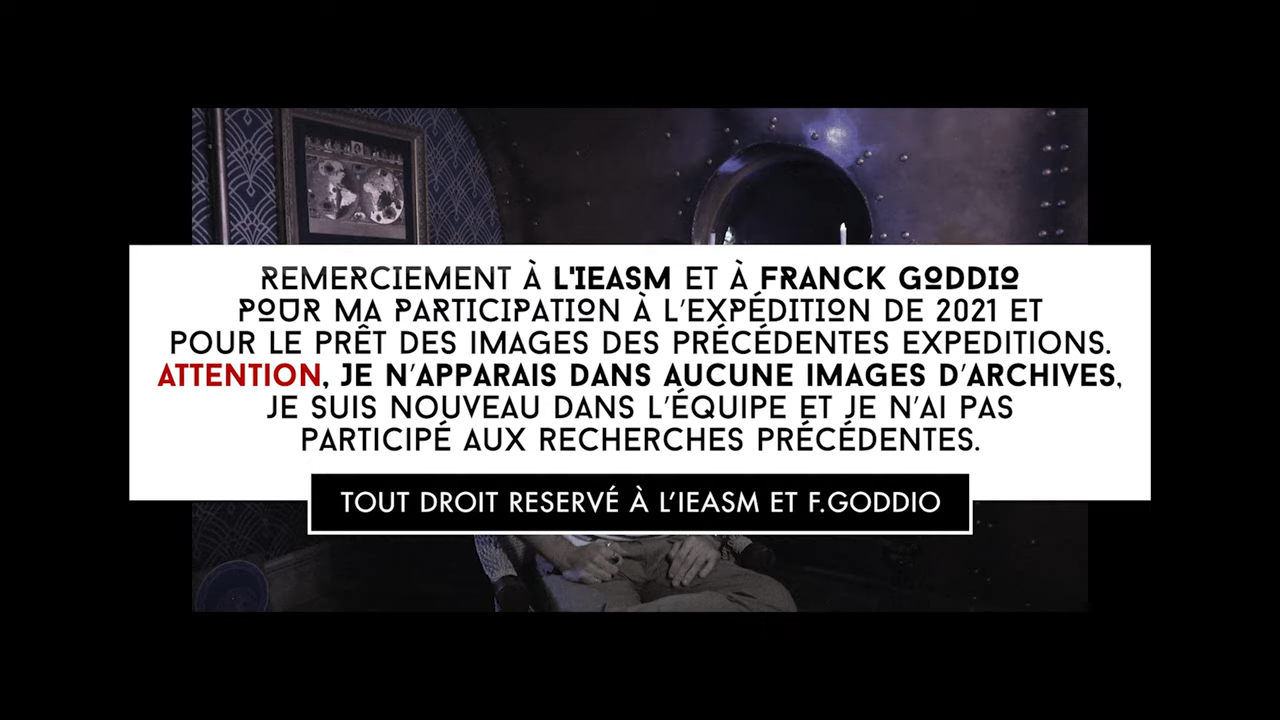 REMERCIEMENT À L'IEASM ET À FRANCK GODDIO
POUR MA PARTICIPATION À L'EXPÉDITION DE 2021 ET
POUR LE PRÊT DES IMAGES DES PRÉCÉDENTES EXPEDITIONS.
ATTENTION, JE N'APPARAIS DANS AUCUNE IMAGES D'ARCHIVES,
JE SUIS NOUVEAU DANS L'ÉQUIPE ET JE N'AI PAS
PARTICIPÉ AUX RECHERCHES PRÉCÉDENTES.
TOUT DROIT RESERVÉ À L'IEASM ET F.GODDIO